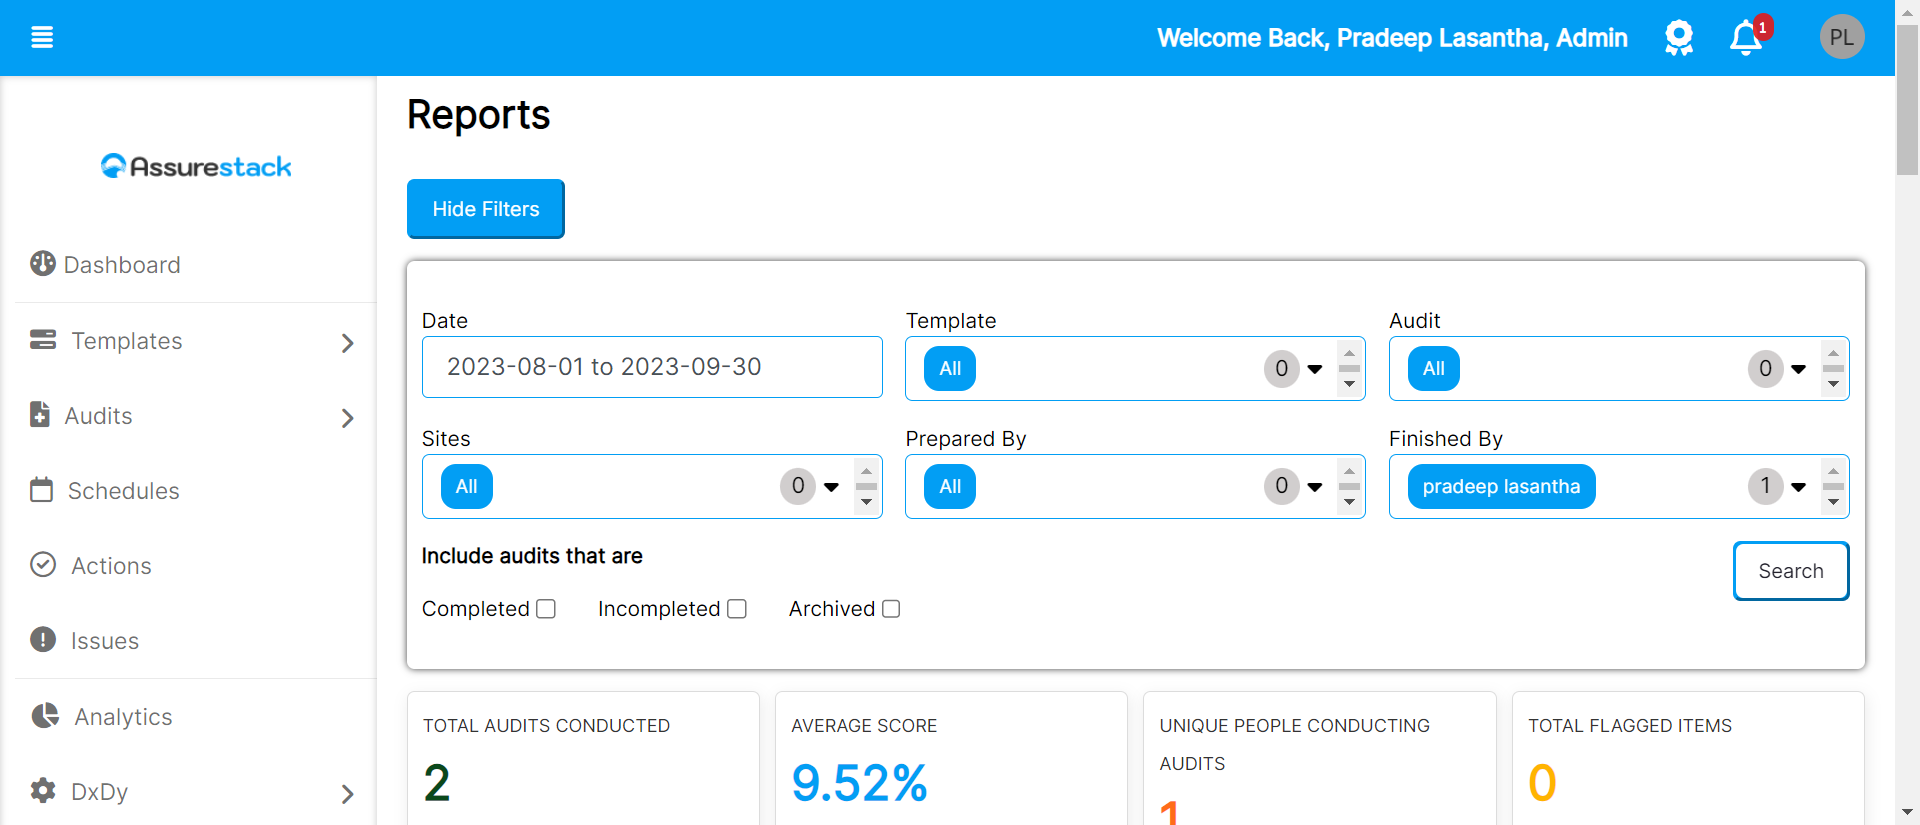 Welcome Back, Pradeep Lasantha, Admin
1
PL
Assurestack
Dashboard
Templates
Audits
Schedules
Actions
Issues
Analytics
DxDy
Reports
Hide Filters
Date
2023-08-01 to 2023-09-30
Template
All
0
Audit
All
0
Sites
All
0
Prepared By
All
0
Finished By
pradeep lasantha
1
Include audits that are
Completed
Incompleted
Archived
Search
TOTAL AUDITS CONDUCTED
2
AVERAGE SCORE
9.52%
UNIQUE PEOPLE CONDUCTING
AUDITS
1
TOTAL FLAGGED ITEMS
0